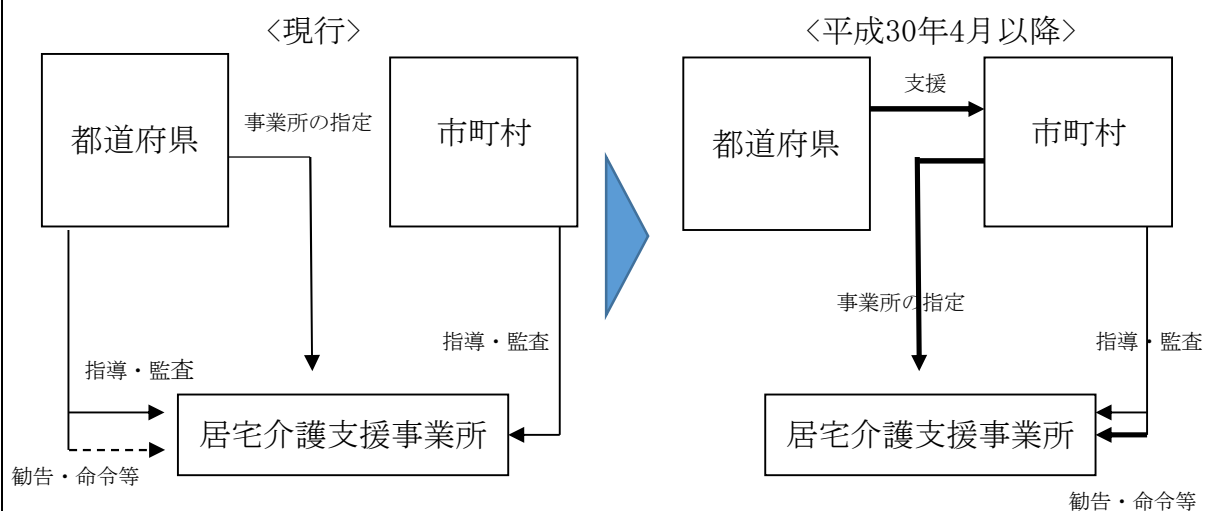 <現行>
都道府県
事業所の指定
市町村
指導・監査
指導・監査
居宅介護支援事業所
勧告・命令等
<平成30年4月以降>
都道府県
支援
市町村
事業所の指定
指導・監査
居宅介護支援事業所
勧告・命令等